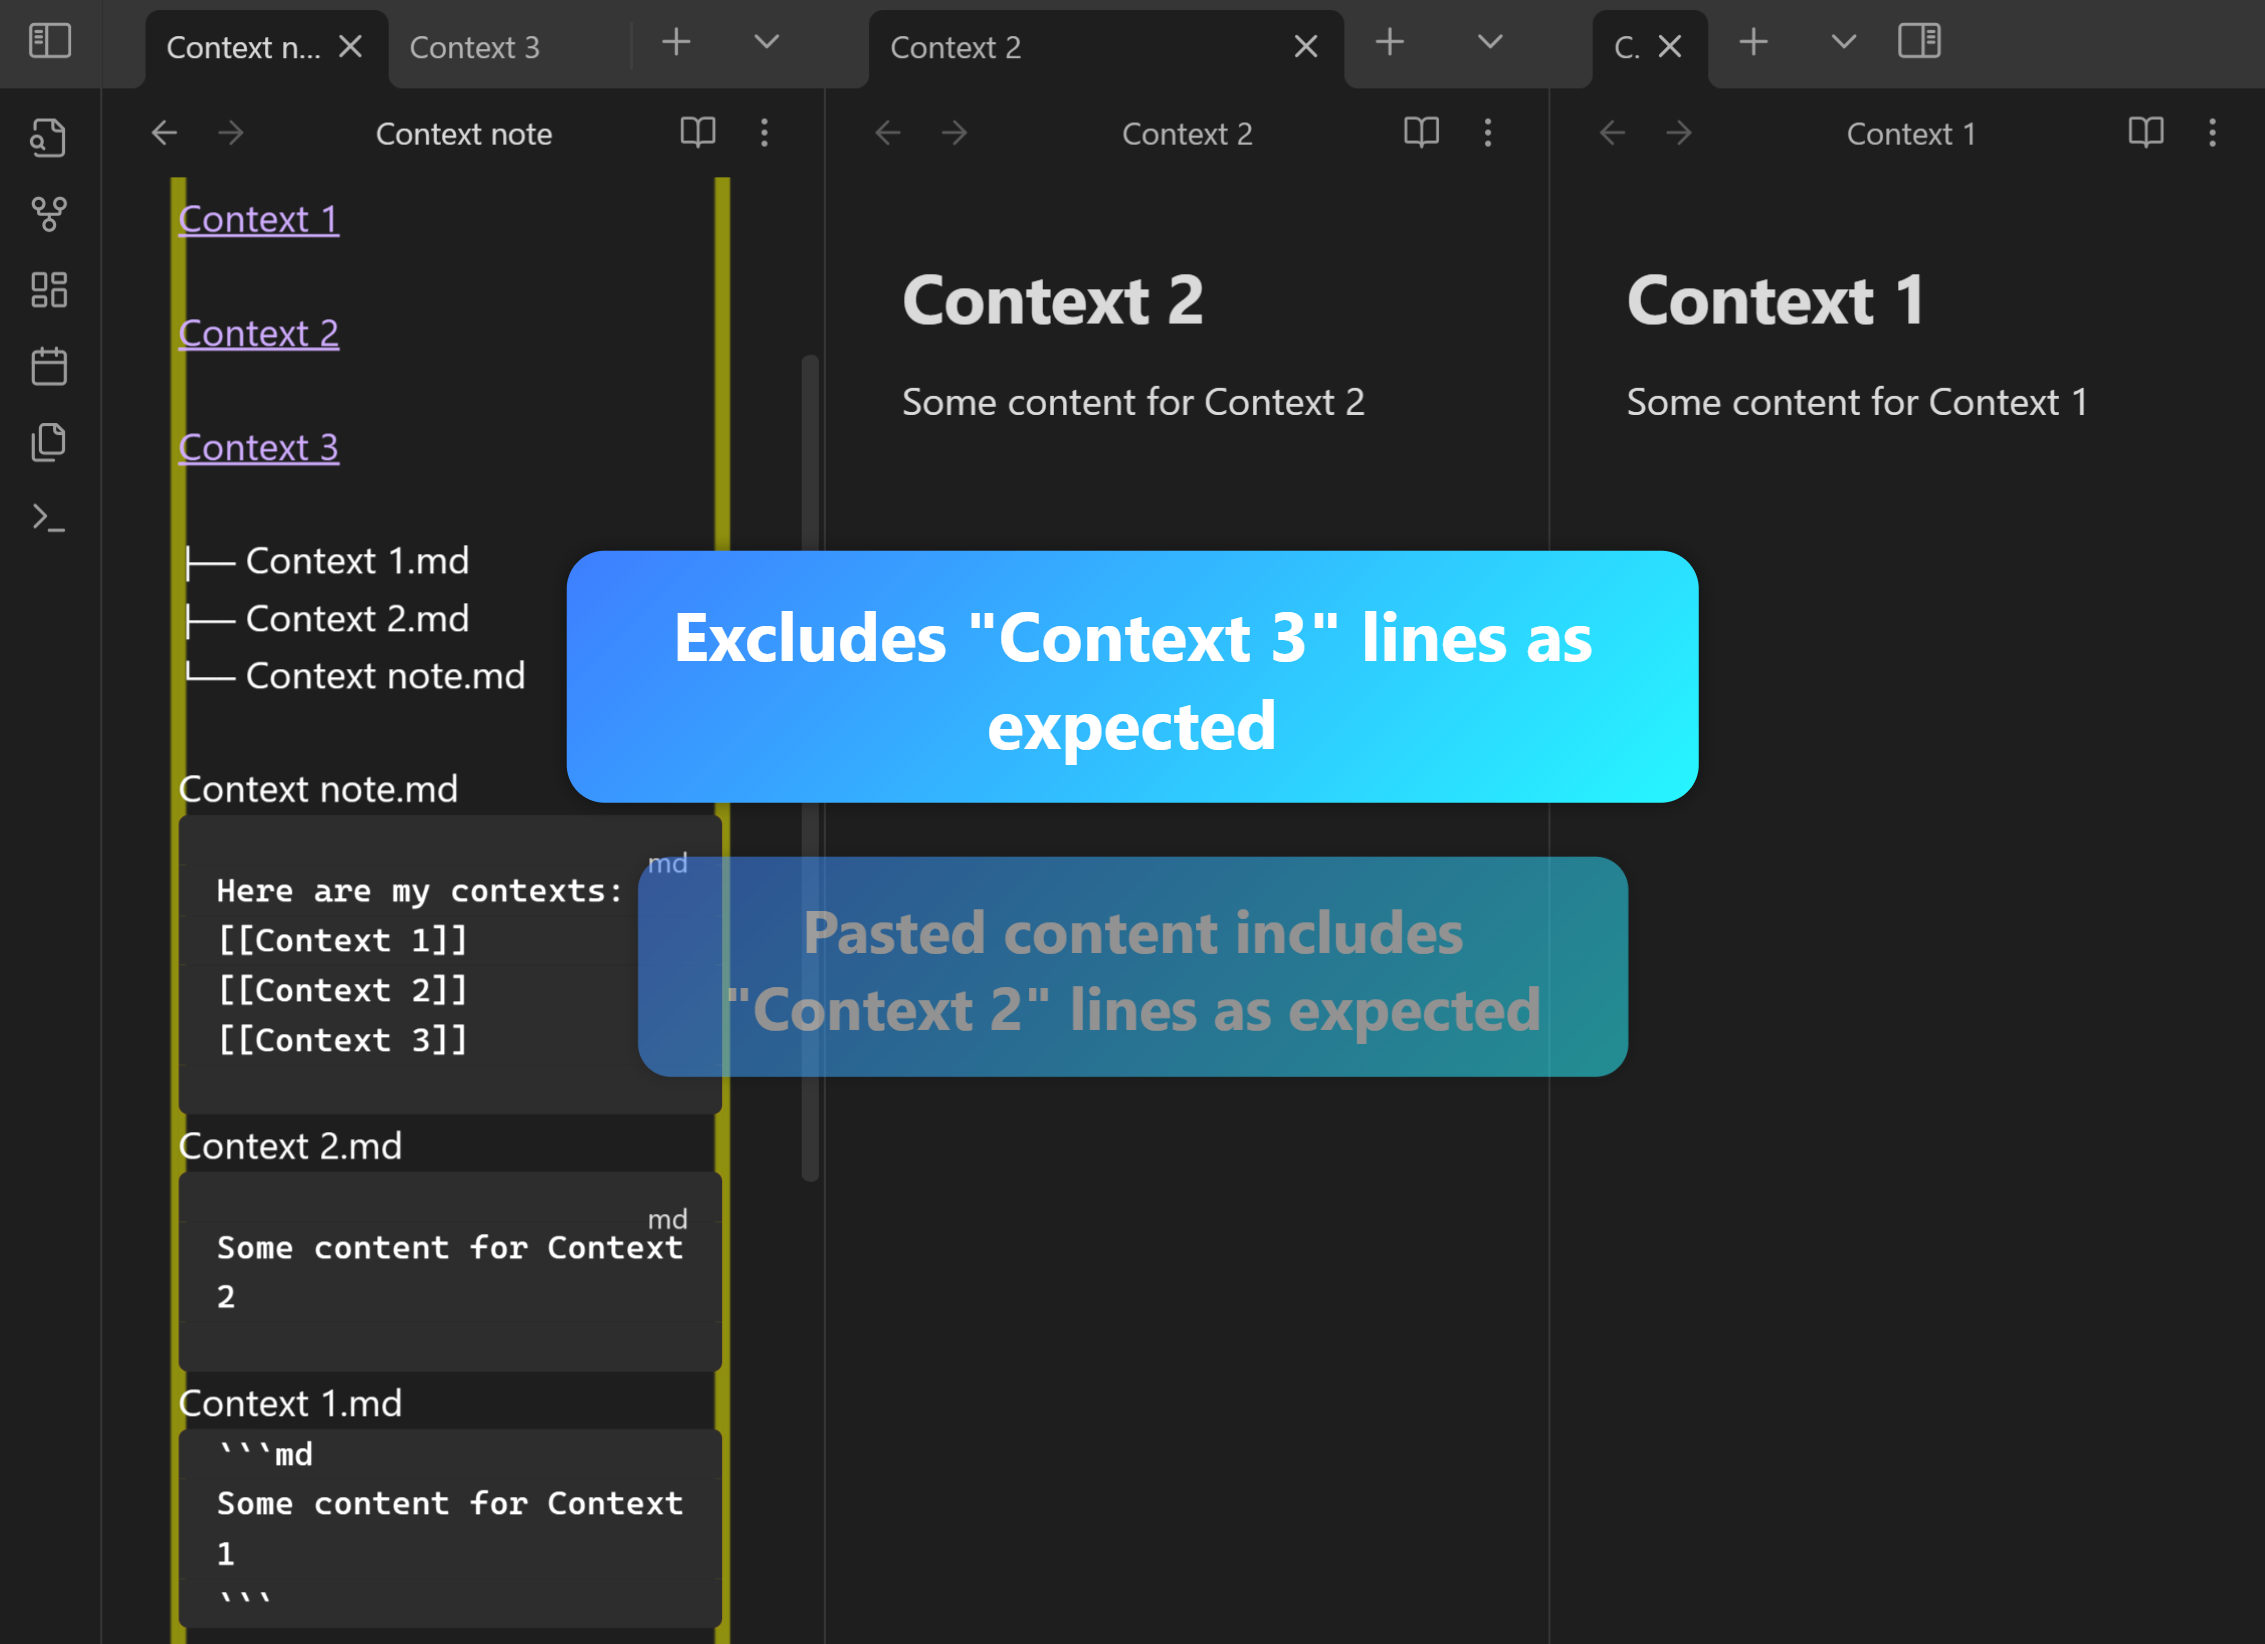 Context n...
Context 3
Context 2
C.
Context note
Context 2
Context 1
Context 1
Context 2
Context 3
├── Context 1.md
├── Context 2.md
└── Context note.md
Context note.md
md
Here are my contexts:
[[Context 1]]
[[Context 2]]
[[Context 3]]
Context 2.md
md
Some content for Context
2
Context 1.md
```md
Some content for Context
1
```
Context 2
Some content for Context 2
Context 1
Some content for Context 1
Excludes "Context 3" lines as
expected
Pasted content includes
"Context 2" lines as expected